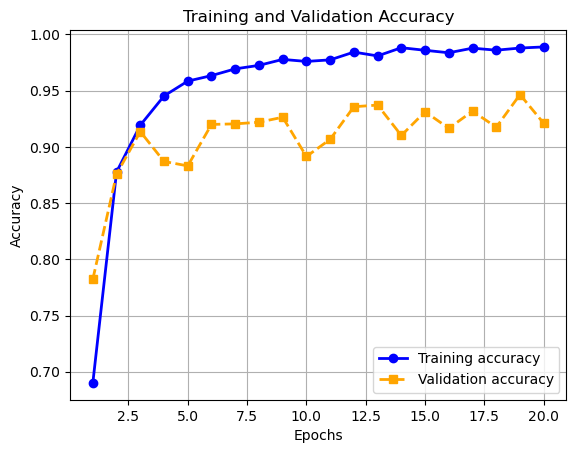 Training and Validation Accuracy
1.00
0.95
0.90
0.85
0.80
0.75
0.70
Accuracy
2.5 5.0 7.5 10.0 12.5 15.0 17.5 20.0
Epochs
Training accuracy
Validation accuracy